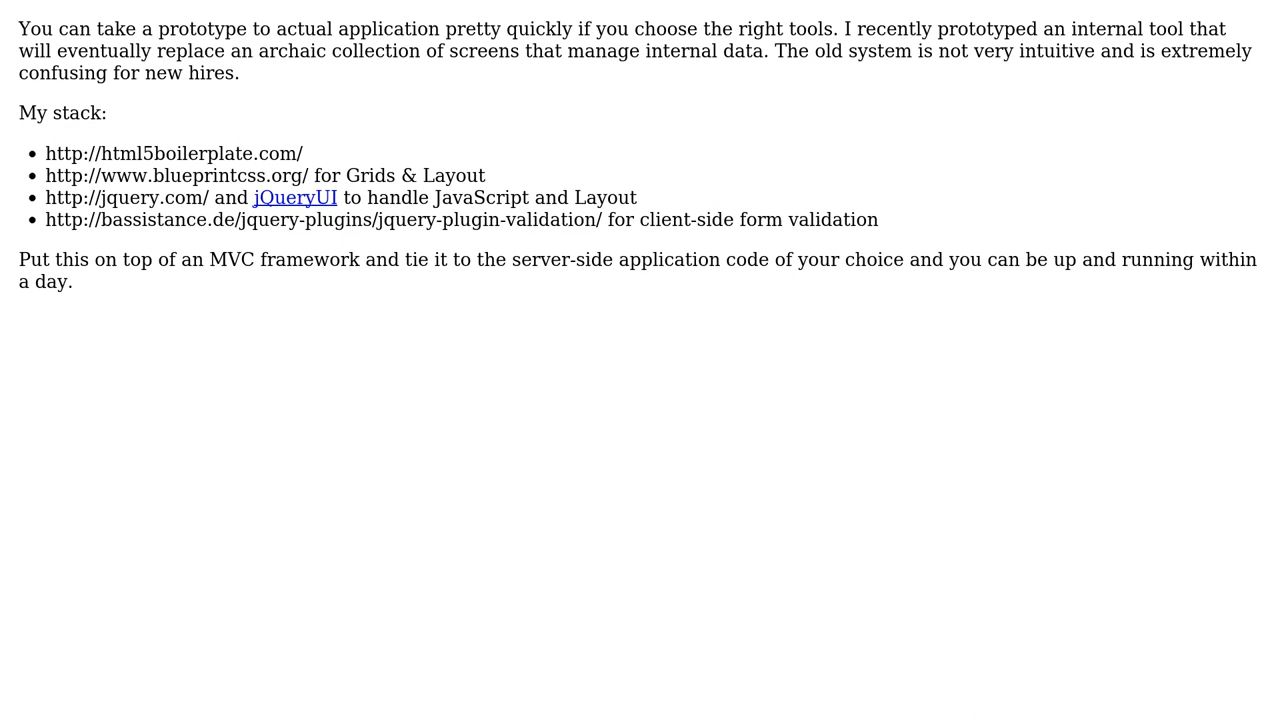 You can take a prototype to actual application pretty quickly if you choose the right tools. I recently prototyped an internal tool that
will eventually replace an archaic collection of screens that manage internal data. The old system is not very intuitive and is extremely
confusing for new hires.
My stack:
• http://html5boilerplate.com/
• http://www.blueprintcss.org/ for Grids & Layout
• http://jquery.com/ and jQueryUI to handle JavaScript and Layout
• http://bassistance.de/jquery-plugins/jquery-plugin-validation/ for client-side form validation
Put this on top of an MVC framework and tie it to the server-side application code of your choice and you can be up and running within
a day.